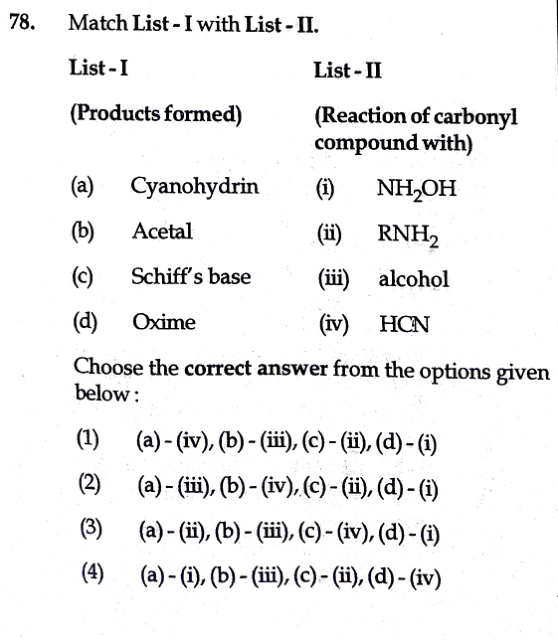 78. Match List - I with List - II.
List - I List - II
(Products formed) (Reaction of carbonyl
compound with)
(a) Cyanohydrin (i) NH₂OH
(b) Acetal (ii) RNH₂
(c) Schiff's base (iii) alcohol
(d) Oxime (iv) HCN
Choose the correct answer from the options given
below :
(1) (a) - (iv), (b) - (iii), (c) - (ii), (d) - (i)
(2) (a) - (iii), (b) - (iv), (c) - (ii), (d) - (i)
(3) (a) - (ii), (b) - (iii), (c) - (iv), (d) - (i)
(4) (a) - (i), (b) - (iii), (c) - (ii), (d) - (iv)